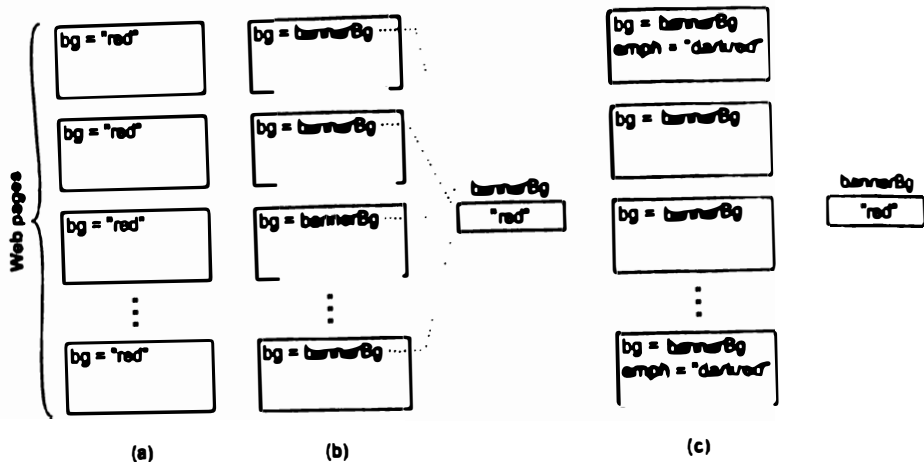 Web pages
bg = "red"
bg = "red"
bg = "red"
bg = "red"
(a)
bg = bannerBg
bg = bannerBg
bg = bannerBg
bg = bannerBg
bannerBg
"red"
(b)
bg = bannerBg
emph = "darkred"
bg = bannerBg
bg = bannerBg
bg = bannerBg
emph = "darkred"
bannerBg
"red"
(c)